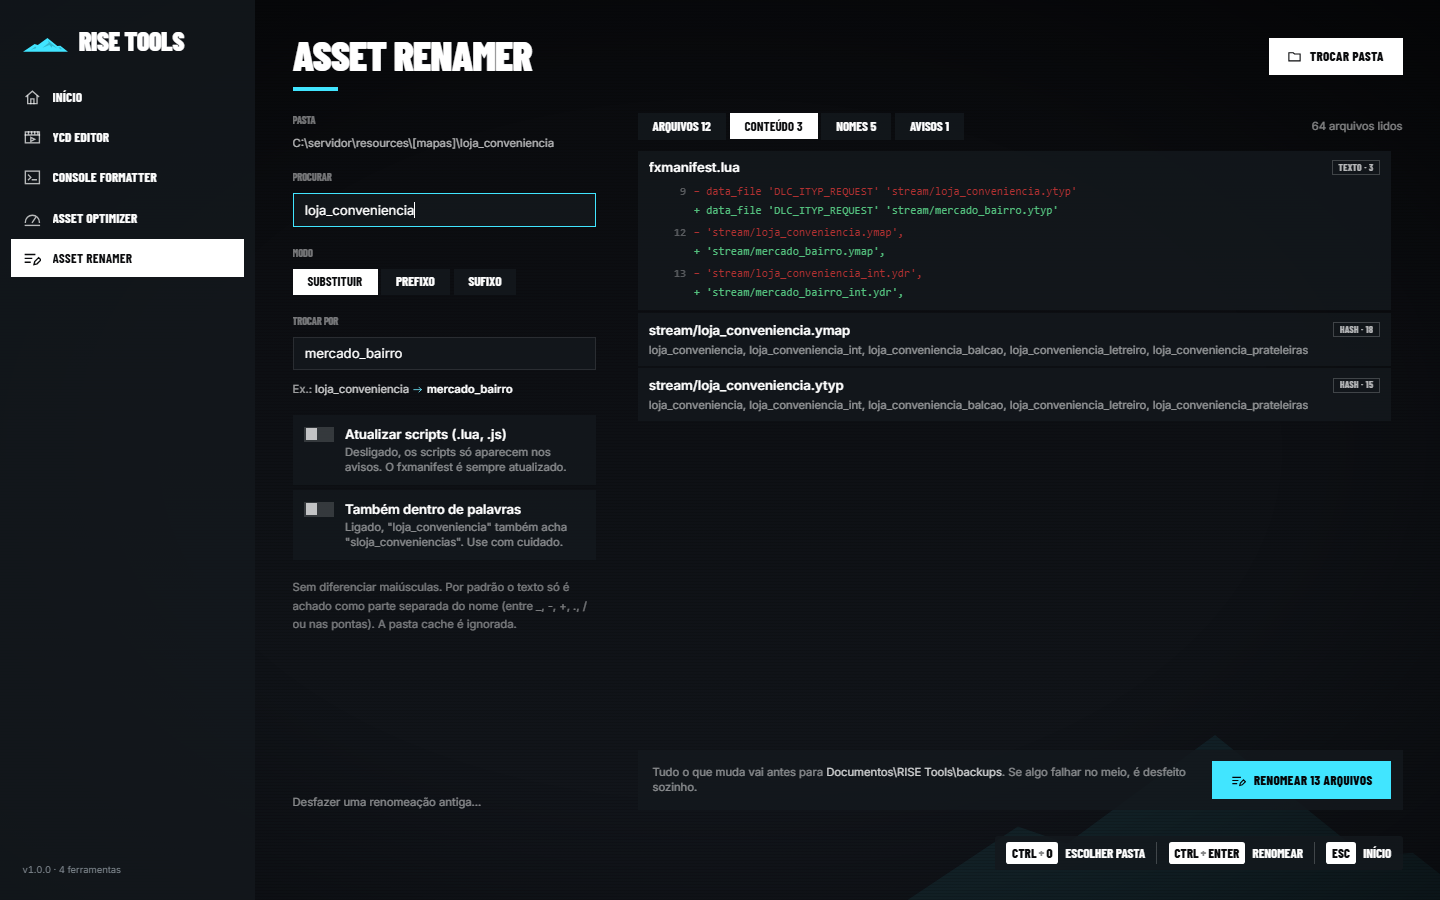 RISE TOOLS
INÍCIO
YCD EDITOR
CONSOLE FORMATTER
ASSET OPTIMIZER
ASSET RENAMER
v1.0.0 · 4 ferramentas
ASSET RENAMER
TROCAR PASTA
PASTA
C:\servidor\resources\[mapas]\loja_conveniencia
PROCURAR
loja_conveniencia
MODO
SUBSTITUIR PREFIXO SUFIXO
TROCAR POR
mercado_bairro
Ex.: loja_conveniencia → mercado_bairro
Atualizar scripts (.lua, .js)
Desligado, os scripts só aparecem nos
avisos. O fxmanifest é sempre atualizado.
Também dentro de palavras
Ligado, "loja_conveniencia" também acha
"sloja_conveniencias". Use com cuidado.
Sem diferenciar maiúsculas. Por padrão o texto só é
achado como parte separada do nome (entre _, -, +, ., /
ou nas pontas). A pasta cache é ignorada.
Desfazer uma renomeação antiga...
ARQUIVOS 12 CONTEÚDO 3 NOMES 5 AVISOS 1
64 arquivos lidos
fxmanifest.lua TEXTO · 3
9 - data_file 'DLC_ITYP_REQUEST' 'stream/loja_conveniencia.ytyp'
+ data_file 'DLC_ITYP_REQUEST' 'stream/mercado_bairro.ytyp'
12 - 'stream/loja_conveniencia.ymap',
+ 'stream/mercado_bairro.ymap',
13 - 'stream/loja_conveniencia_int.ydr',
+ 'stream/mercado_bairro_int.ydr',
stream/loja_conveniencia.ymap HASH · 18
loja_conveniencia, loja_conveniencia_int, loja_conveniencia_balcao, loja_conveniencia_letreiro, loja_conveniencia_prateleiras
stream/loja_conveniencia.ytyp HASH · 15
loja_conveniencia, loja_conveniencia_int, loja_conveniencia_balcao, loja_conveniencia_letreiro, loja_conveniencia_prateleiras
Tudo o que muda vai antes para Documentos\RISE Tools\backups. Se algo falhar no meio, é desfeito
sozinho.
RENOMEAR 13 ARQUIVOS
CTRL + O ESCOLHER PASTA CTRL + ENTER RENOMEAR ESC INÍCIO